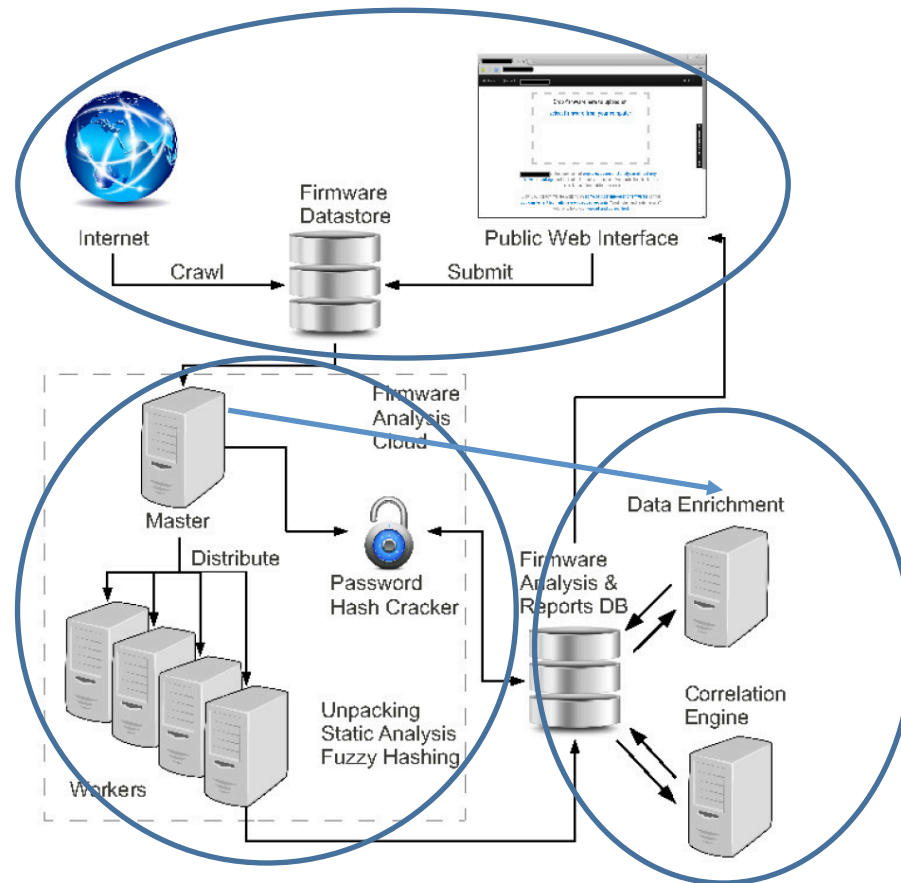 Internet
Crawl
Firmware
Datastore
Submit
Public Web Interface
Firmware
Analysis
Cloud
Master
Distribute
Password
Hash Cracker
Workers
Unpacking
Static Analysis
Fuzzy Hashing
Firmware
Analysis &
Reports DB
Data Enrichment
Correlation
Engine